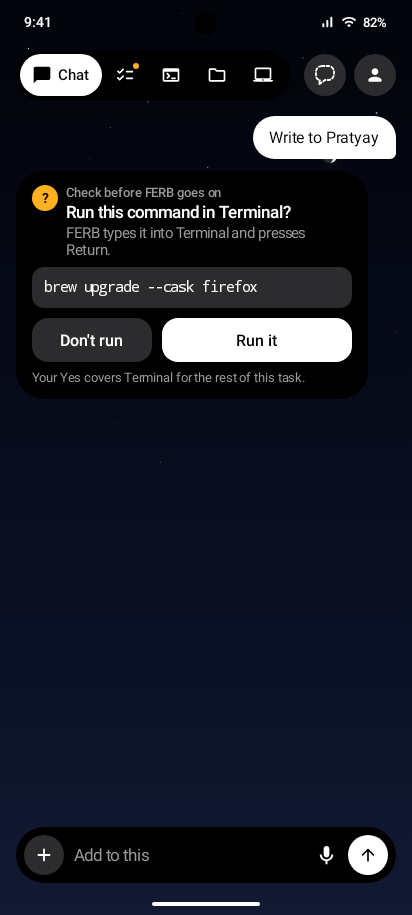 9:41
82%
Chat
Write to Pratyay
?
Check before FERB goes on
Run this command in Terminal?
FERB types it into Terminal and presses
Return.
brew upgrade --cask firefox
Don't run
Run it
Your Yes covers Terminal for the rest of this task.
Add to this